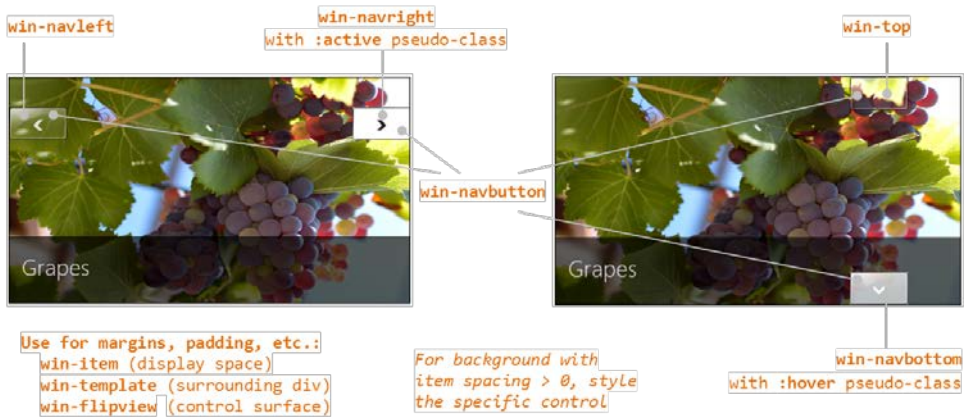 win-navleft
win-navright
with :active pseudo-class
win-top
win-navbutton
Grapes
Grapes
Use for margins, padding, etc.:
win-item (display space)
win-template (surrounding div)
win-flipview (control surface)
For background with
item spacing > 0, style
the specific control
win-navbottom
with :hover pseudo-class